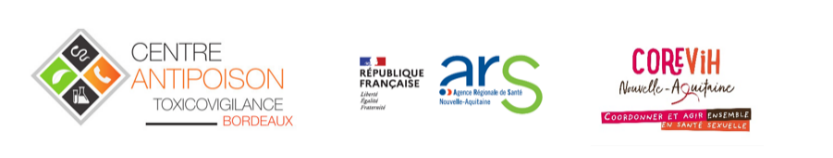 CENTRE
ANTIPOISON
TOXICOVIGILANCE
BORDEAUX
RÉPUBLIQUE
FRANÇAISE
Liberté
Égalité
Fraternité
ars
Agence Régionale de Santé
Nouvelle-Aquitaine
COREViH
Nouvelle-Aquitaine
COORDONNER ET AGIR ENSEMBLE
EN SANTÉ SEXUELLE